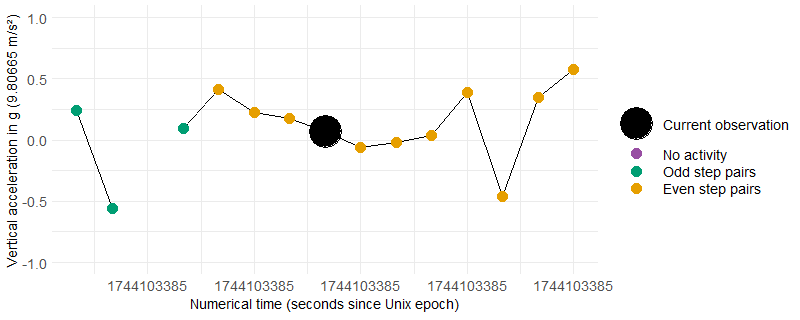 Vertical acceleration in g (9.80665 m/s²)
1.0
0.5
0.0
-0.5
-1.0
1744103385 1744103385 1744103385 1744103385 1744103385
Numerical time (seconds since Unix epoch)
Current observation
No activity
Odd step pairs
Even step pairs